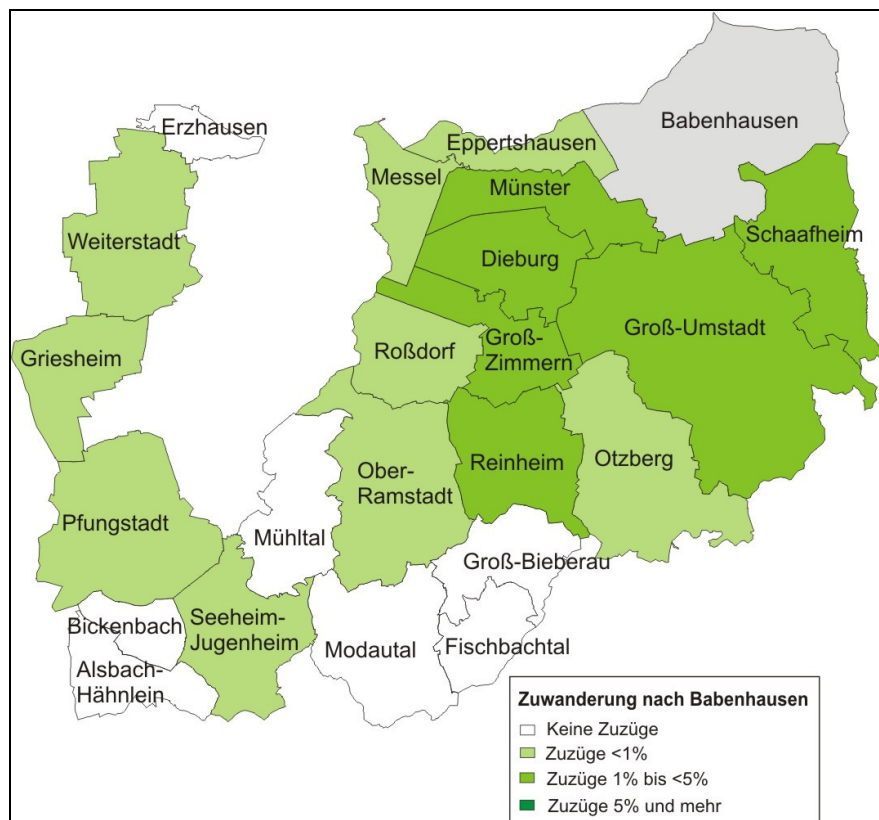 Erzhausen
Babenhausen
Eppertshausen
Messel
Münster
Weiterstadt
Schaafheim
Dieburg
Groß-Umstadt
Griesheim
Roßdorf
Groß-
Zimmern
Ober-
Ramstadt
Reinheim
Otzberg
Pfungstadt
Mühltal
Groß-Bieberau
Seeheim-
Jugenheim
Bickenbach
Modautal
Fischbachtal
Alsbach-
Hähnlein
Zuwanderung nach Babenhausen
Keine Zuzüge
Zuzüge <1%
Zuzüge 1% bis <5%
Zuzüge 5% und mehr